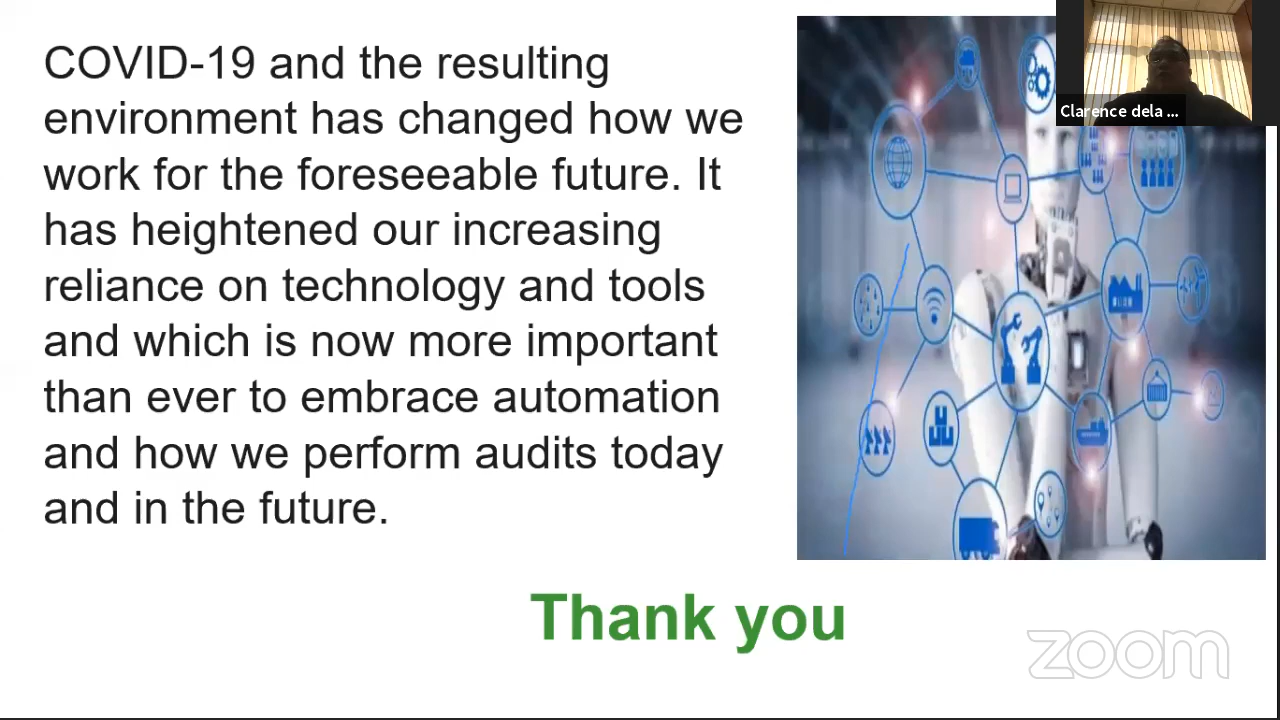 COVID-19 and the resulting
environment has changed how we
work for the foreseeable future. It
has heightened our increasing
reliance on technology and tools
and which is now more important
than ever to embrace automation
and how we perform audits today
and in the future.
Clarence dela ...
Thank you
zoom